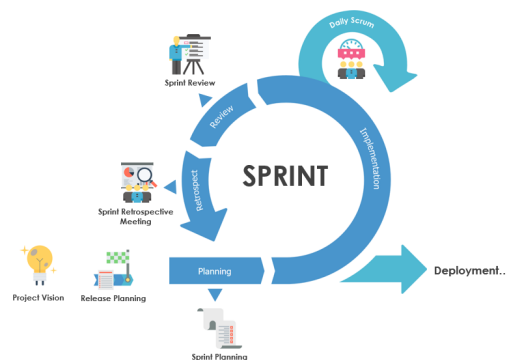 Daily Scrum
Sprint Review
Review
Implementation
SPRINT
Retrospect
Sprint Retrospective
Meeting
Planning
Deployment..
Project Vision
Release Planning
Sprint Planning